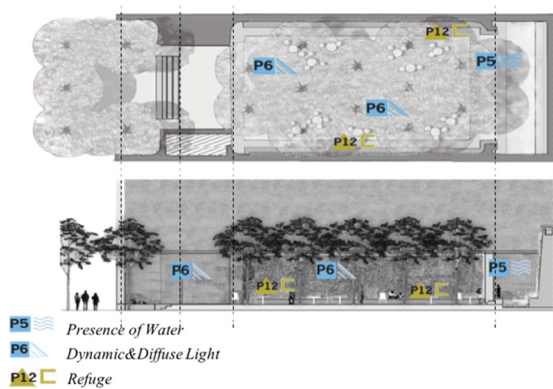 P12
P6
P5
P6
P12
P6
P6
P5
P12
P12
P5 Presence of Water
P6 Dynamic&Diffuse Light
P12 Refuge